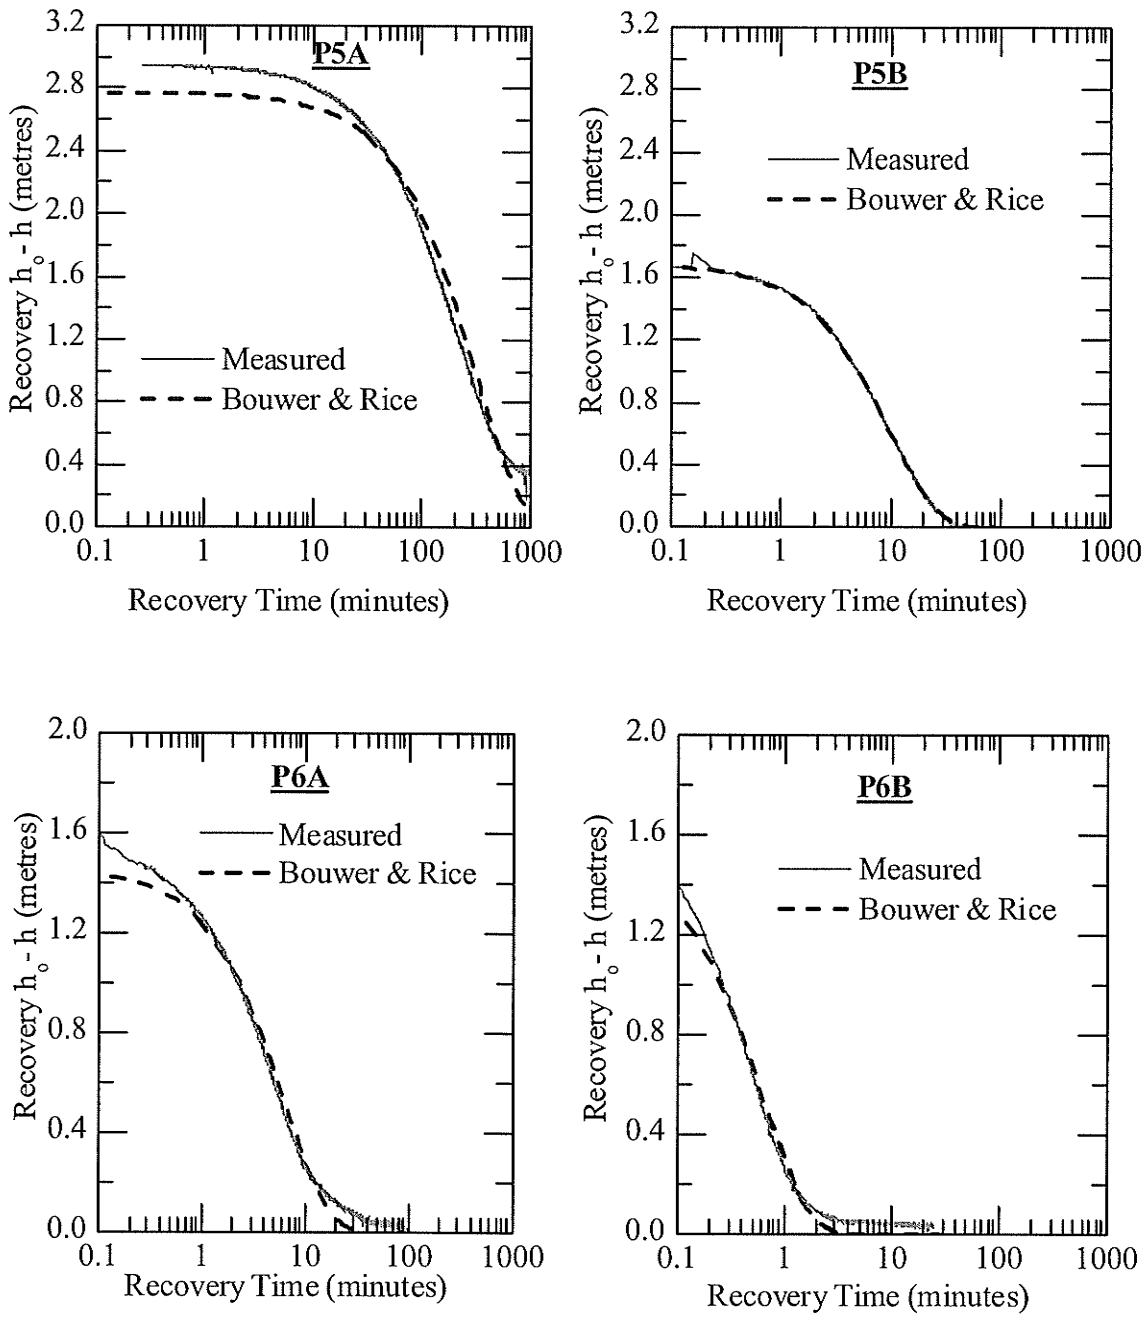 P5A
3.2
2.8
2.4
2.0
1.6
1.2
0.8
0.4
0.0
Recovery ho - h (metres)
Measured
Bouwer & Rice
0.1 1 10 100 1000
Recovery Time (minutes)
P5B
3.2
2.8
2.4
2.0
1.6
1.2
0.8
0.4
0.0
Recovery ho - h (metres)
Measured
Bouwer & Rice
0.1 1 10 100 1000
Recovery Time (minutes)
P6A
2.0
1.6
1.2
0.8
0.4
0.0
Recovery ho - h (metres)
Measured
Bouwer & Rice
0.1 1 10 100 1000
Recovery Time (minutes)
P6B
2.0
1.6
1.2
0.8
0.4
0.0
Recovery ho - h (metres)
Measured
Bouwer & Rice
0.1 1 10 100 1000
Recovery Time (minutes)